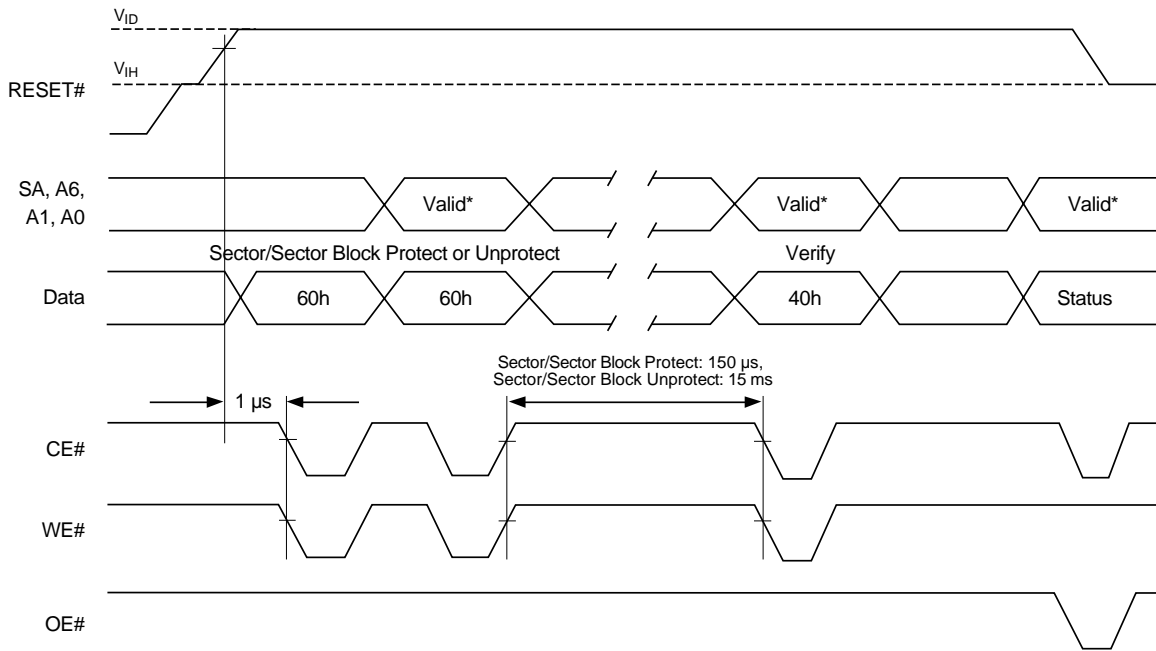 VID
VIH
RESET#
SA, A6,
A1, A0
Valid*
Valid*
Valid*
Sector/Sector Block Protect or Unprotect
Verify
Data
60h
60h
40h
Status
Sector/Sector Block Protect: 150 µs,
Sector/Sector Block Unprotect: 15 ms
1 µs
CE#
WE#
OE#